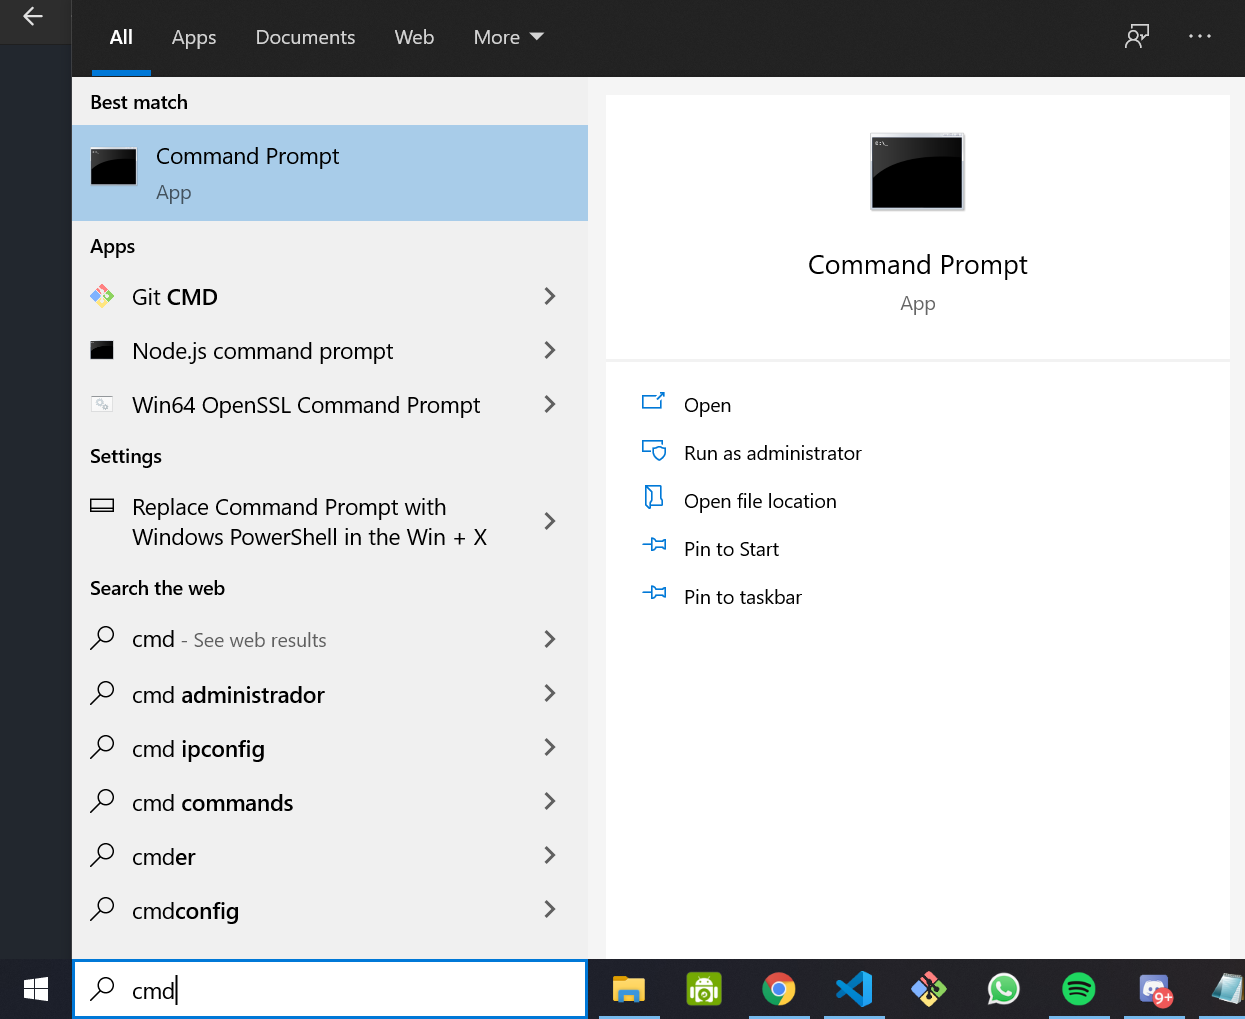 All Apps Documents Web More
Best match
Command Prompt
App
Apps
Git CMD
Node.js command prompt
Win64 OpenSSL Command Prompt
Settings
Replace Command Prompt with
Windows PowerShell in the Win + X
Search the web
cmd - See web results
cmd administrador
cmd ipconfig
cmd commands
cmder
cmdconfig
cmd
Command Prompt
App
Open
Run as administrator
Open file location
Pin to Start
Pin to taskbar
9+